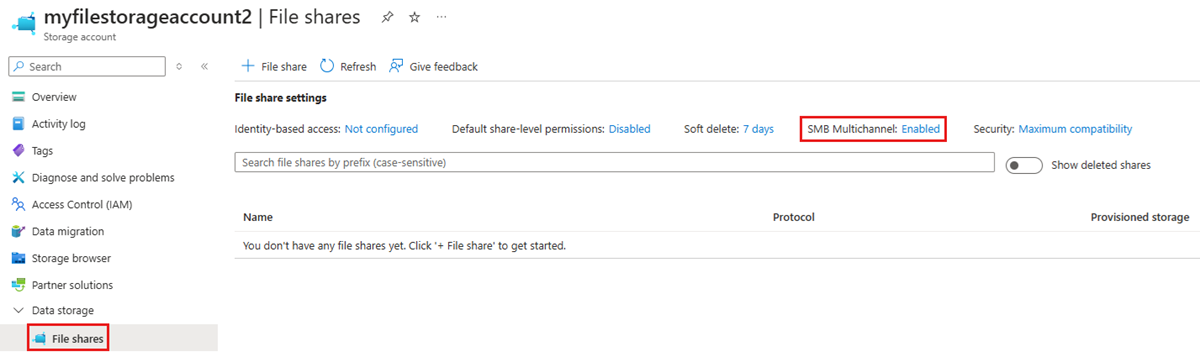 myfilestorageaccount2 | File shares
Storage account
Search
+ File share Refresh Give feedback
Overview
Activity log
Tags
Diagnose and solve problems
Access Control (IAM)
Data migration
Storage browser
Partner solutions
Data storage
File shares
File share settings
Identity-based access: Not configured Default share-level permissions: Disabled Soft delete: 7 days SMB Multichannel: Enabled Security: Maximum compatibility
Search file shares by prefix (case-sensitive) Show deleted shares
Name Protocol Provisioned storage
You don't have any file shares yet. Click '+ File share' to get started.